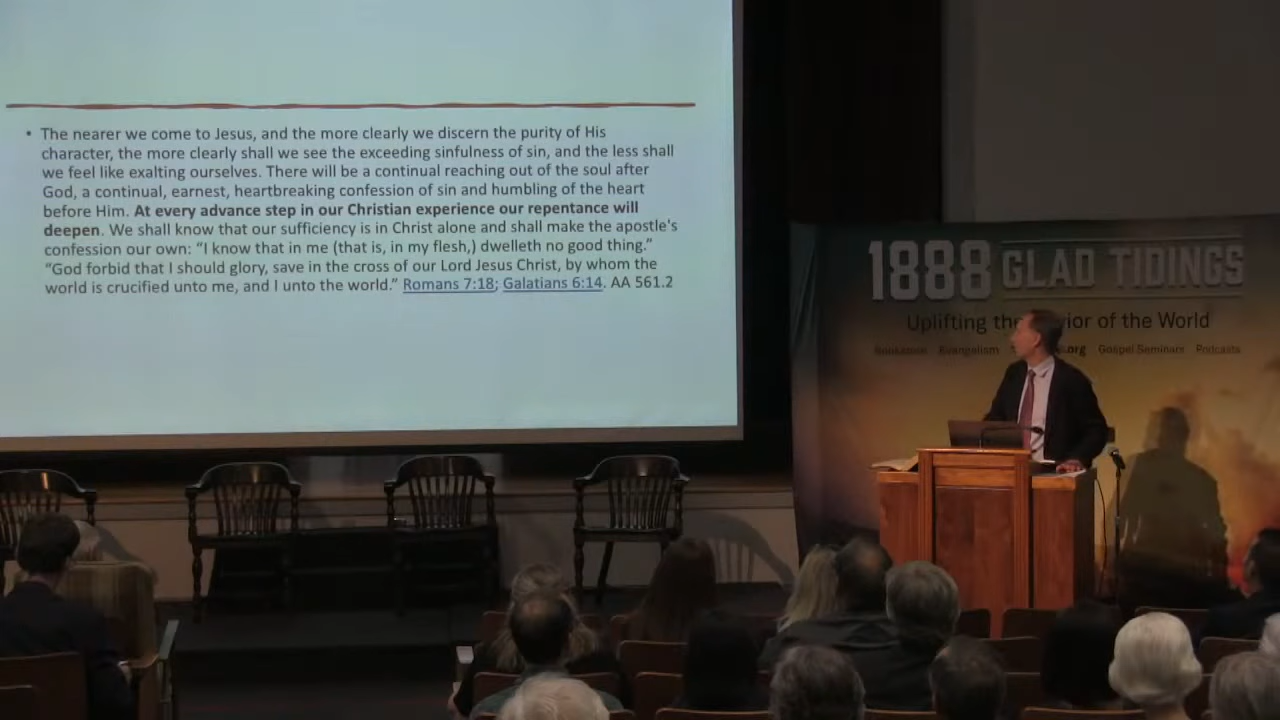 • The nearer we come to Jesus, and the more clearly we discern the purity of His
character, the more clearly shall we see the exceeding sinfulness of sin, and the less shall
we feel like exalting ourselves. There will be a continual reaching out of the soul after
God, a continual, earnest, heartbreaking confession of sin and humbling of the heart
before Him. At every advance step in our Christian experience our repentance will
deepen. We shall know that our sufficiency is in Christ alone and shall make the apostle's
confession our own: “I know that in me (that is, in my flesh,) dwelleth no good thing.”
“God forbid that I should glory, save in the cross of our Lord Jesus Christ, by whom the
world is crucified unto me, and I unto the world.” Romans 7:18; Galatians 6:14. AA 561.2
1888 GLAD TIDINGS
Uplifting the of the World
Evangelism .org Gospel Seminars Podcasts